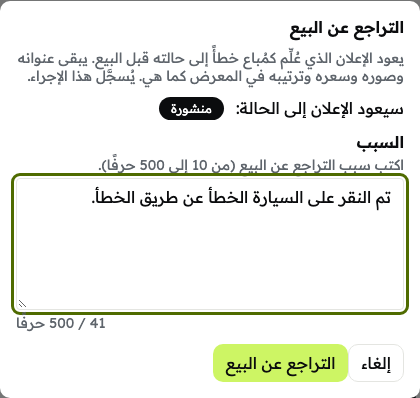 التراجع عن البيع
يعود الإعلان الذي عُلِّم كمُباع خطأً إلى حالته قبل البيع. يبقى عنوانه
وصوره وسعره وترتيبه في المعرض كما هي. يُسجَّل هذا الإجراء.
سيعود الإعلان إلى الحالة: منشورة
السبب
اكتب سبب التراجع عن البيع (من 10 إلى 500 حرفًا).
تم النقر على السيارة الخطأ عن طريق الخطأ.
41 / 500 حرفا
إلغاء
التراجع عن البيع